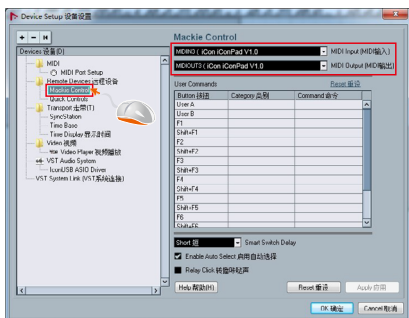 Device Setup 设备设置
Devices 设备(D)
MIDI
MIDI Port Setup
Remote Devices 远程设备
Mackie Control
Quick Controls
Transport 走带(T)
SyncStation
Time Base
Time Display 显示时间
Video 视频
Video Player 视频播放
VST Audio System
IconUSB ASIO Driver
VST System Link (VST系统连接)
Mackie Control
MIDIIN3 ( iCon iConPad V1.0
MIDI Input (MIDI输入)
MIDIOUT3 ( iCon iConPad V1.0
MIDI Output (MIDI输出)
User Commands
Reset 重设
Button 按钮 Category 类别 Command 命令
User A
User B
F1
Shift+F1
F2
Shift+F2
F3
Shift+F3
F4
Shift+F4
F5
Shift+F5
F6
Shift+F6
Smart Switch Delay
Enable Auto Select 启用自动选择
Relay Click 转接咔哒声
Help 帮助(H)
Reset 重设
Apply 应用
OK 确定
Cancel 取消